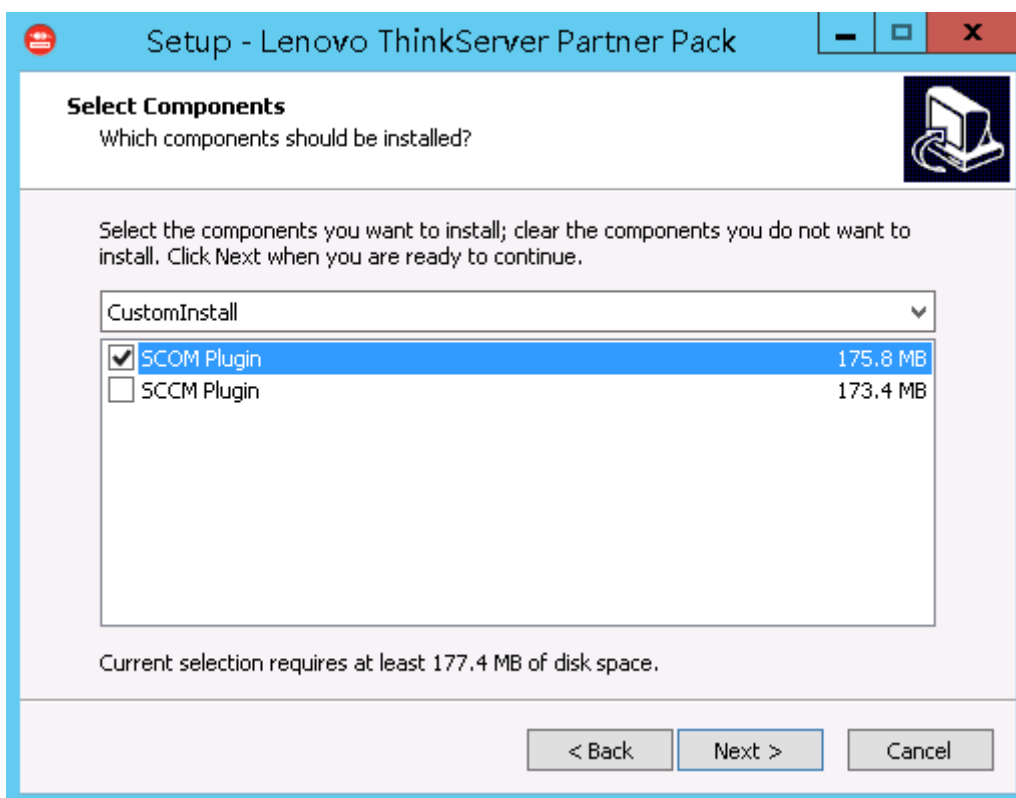 Setup - Lenovo ThinkServer Partner Pack
Select Components
Which components should be installed?
Select the components you want to install; clear the components you do not want to
install. Click Next when you are ready to continue.
CustomInstall
SCOM Plugin 175.8 MB
SCCM Plugin 173.4 MB
Current selection requires at least 177.4 MB of disk space.
< Back Next > Cancel